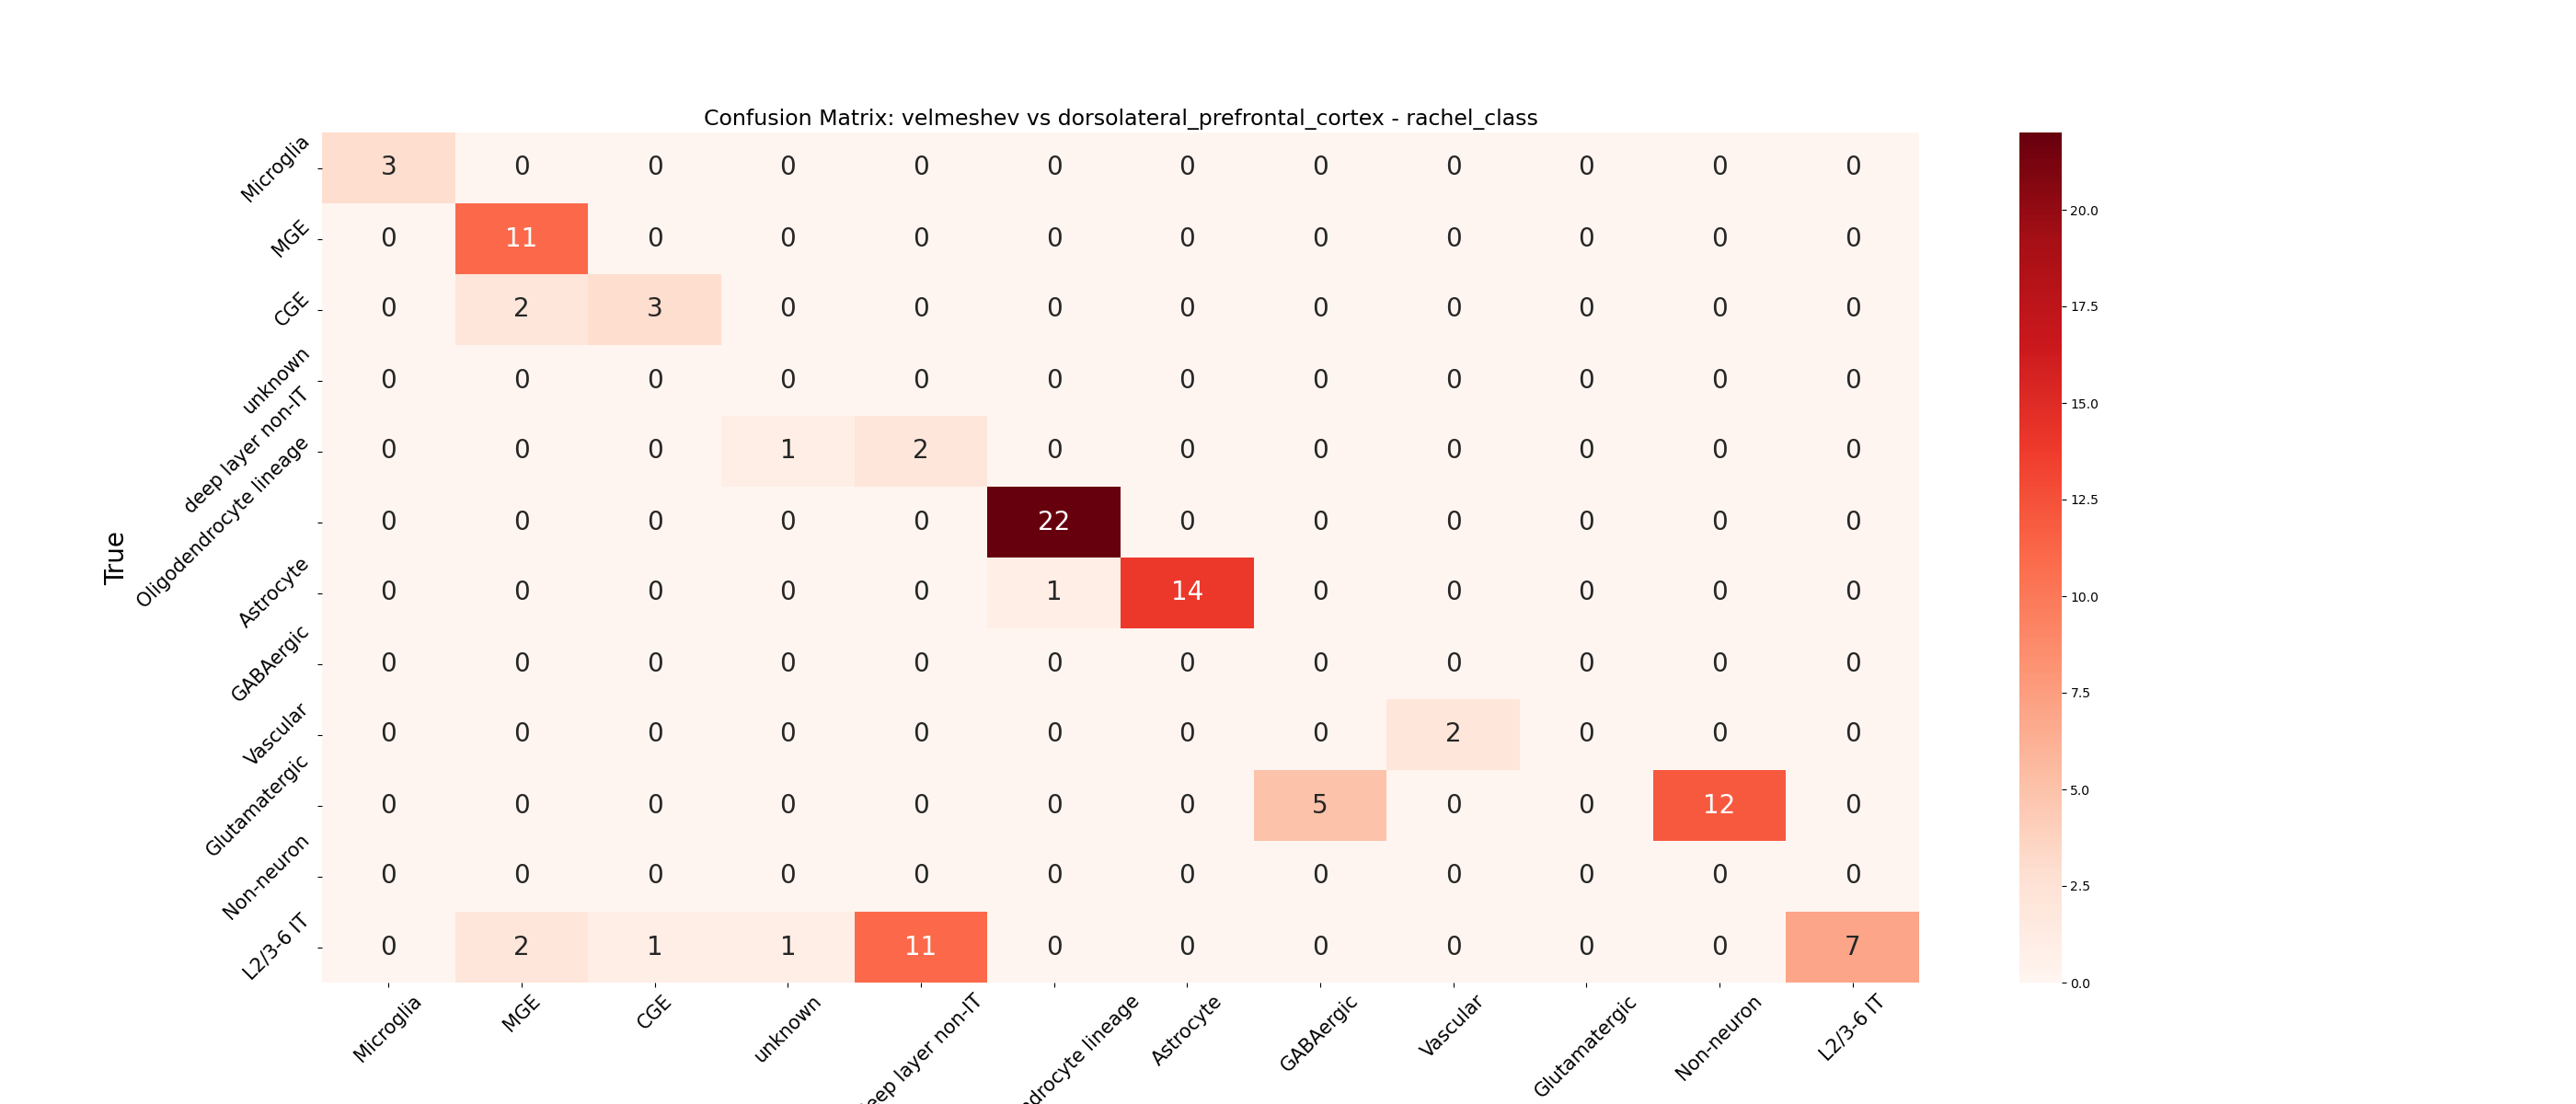 Confusion Matrix: velmeshev vs dorsolateral_prefrontal_cortex - rachel_class
True
Microglia 3 0 0 0 0 0 0 0 0 0 0 0
MGE 0 11 0 0 0 0 0 0 0 0 0 0
CGE 0 2 3 0 0 0 0 0 0 0 0 0
unknown 0 0 0 0 0 0 0 0 0 0 0 0
deep layer non-IT 0 0 0 1 2 0 0 0 0 0 0 0
Oligodendrocyte lineage 0 0 0 0 0 22 0 0 0 0 0 0
Astrocyte 0 0 0 0 0 1 14 0 0 0 0 0
GABAergic 0 0 0 0 0 0 0 0 0 0 0 0
Vascular 0 0 0 0 0 0 0 0 2 0 0 0
Glutamatergic 0 0 0 0 0 0 0 5 0 0 12 0
Non-neuron 0 0 0 0 0 0 0 0 0 0 0 0
L2/3-6 IT 0 2 1 1 11 0 0 0 0 0 0 7
Microglia
MGE
CGE
unknown
eep layer non-IT
ndrocyte lineage
Astrocyte
GABAergic
Vascular
Glutamatergic
Non-neuron
L2/3-6 IT
20.0
17.5
15.0
12.5
10.0
7.5
5.0
2.5
0.0